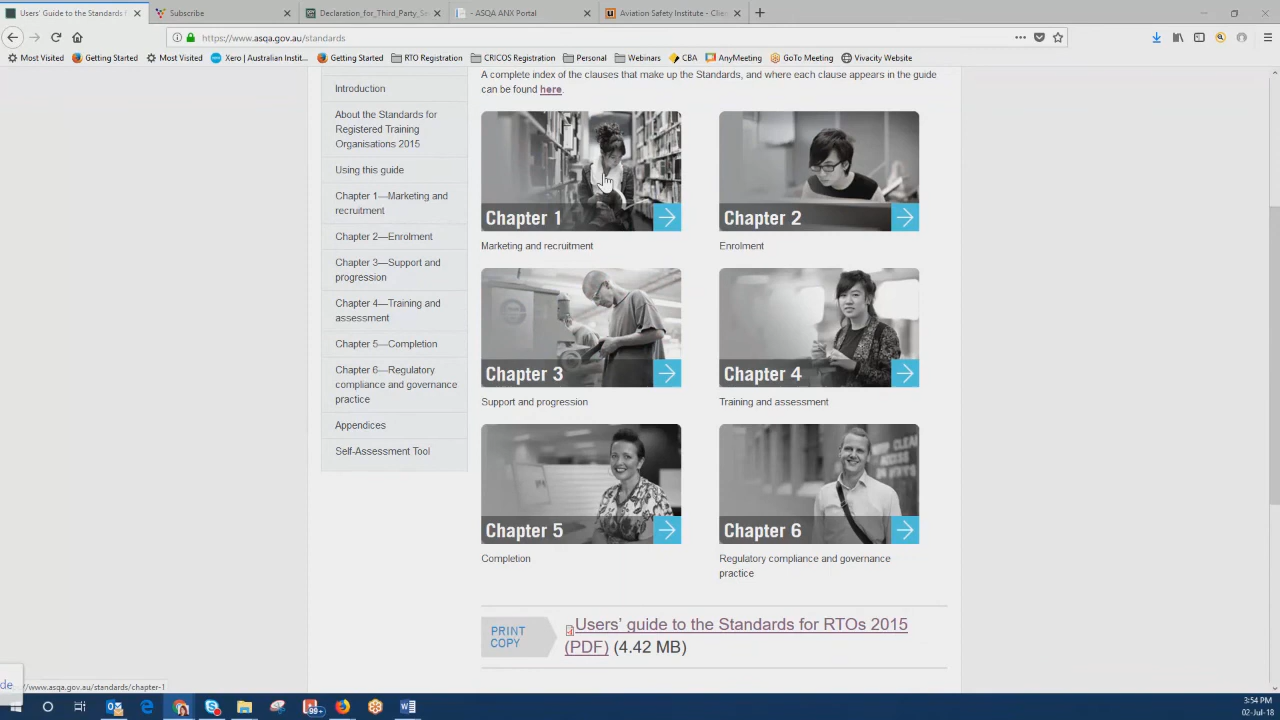 Users' Guide to the Standards f
Subscribe
Declaration_for_Third_Party_Se
- ASQA ANX Portal
Aviation Safety Institute - Clie
https://www.asqa.gov.au/standards
Most Visited
Getting Started
Most Visited
Xero | Australian Instit...
Getting Started
RTO Registration
CRICOS Registration
Personal
Webinars
CBA
AnyMeeting
GoTo Meeting
Vivacity Website
Introduction
About the Standards for
Registered Training
Organisations 2015
Using this guide
Chapter 1—Marketing and
recruitment
Chapter 2—Enrolment
Chapter 3—Support and
progression
Chapter 4—Training and
assessment
Chapter 5—Completion
Chapter 6—Regulatory
compliance and governance
practice
Appendices
Self-Assessment Tool
A complete index of the clauses that make up the Standards, and where each clause appears in the guide
can be found here.
Chapter 1
Marketing and recruitment
Chapter 2
Enrolment
Chapter 3
Support and progression
Chapter 4
Training and assessment
Chapter 5
Completion
Chapter 6
Regulatory compliance and governance
practice
PRINT
COPY
Users' guide to the Standards for RTOs 2015
(PDF) (4.42 MB)
de
/www.asqa.gov.au/standards/chapter-1
99+
3:54 PM
02-Jul-18